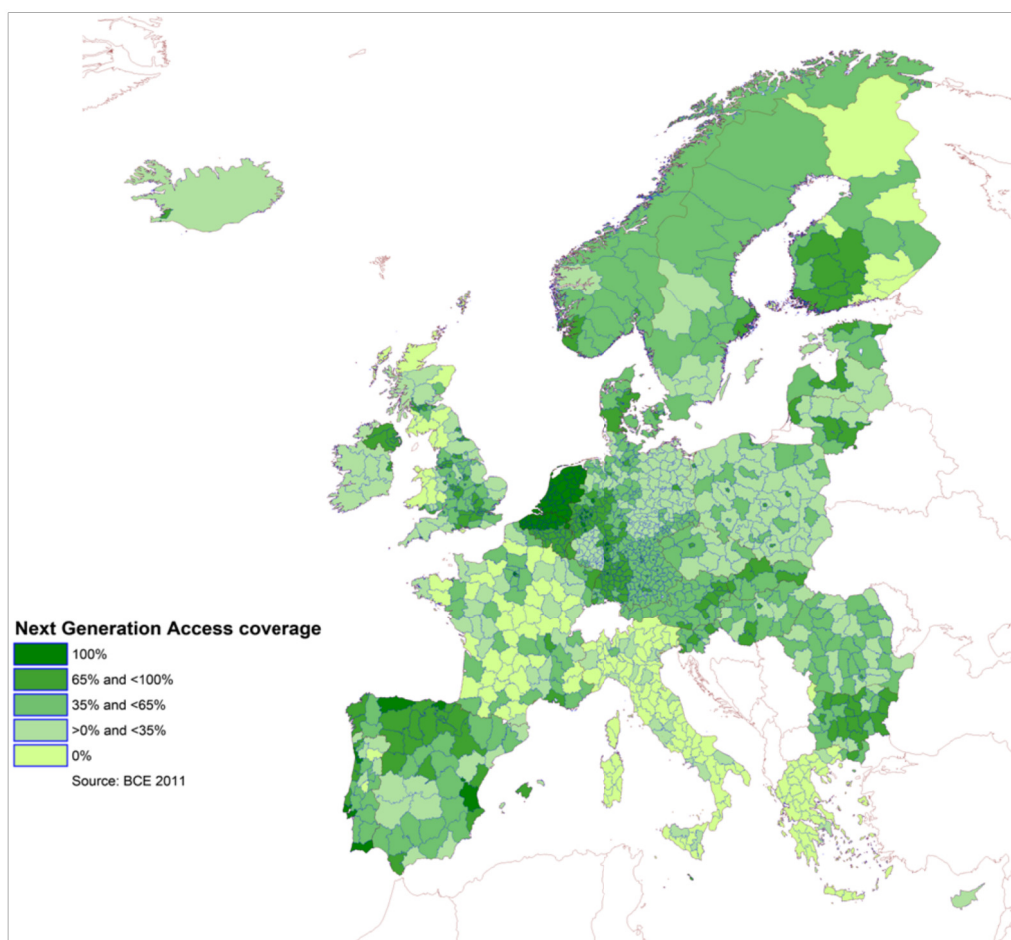 Next Generation Access coverage
100%
65% and <100%
35% and <65%
>0% and <35%
0%
Source: BCE 2011